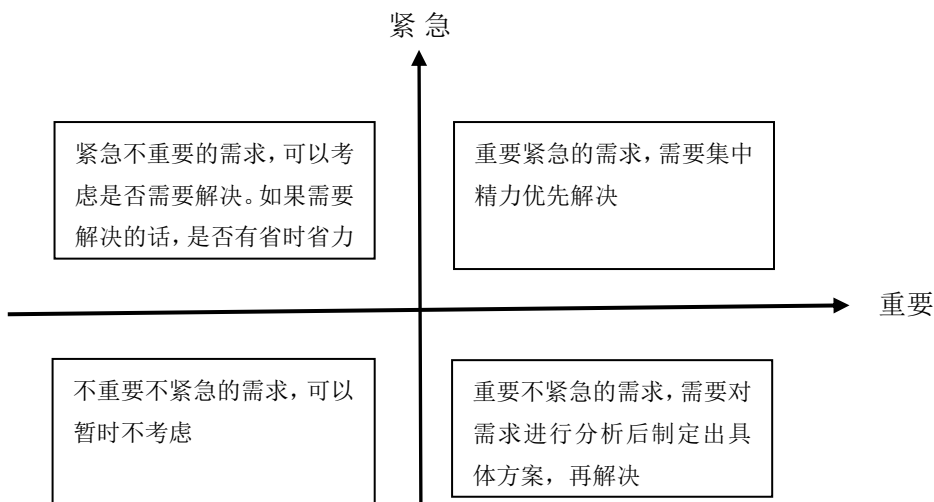 紧 急
紧急不重要的需求，可以考
虑是否需要解决。如果需要
解决的话，是否有省时省力
重要紧急的需求，需要集中
精力优先解决
重要
不重要不紧急的需求，可以
暂时不考虑
重要不紧急的需求，需要对
需求进行分析后制定出具
体方案，再解决